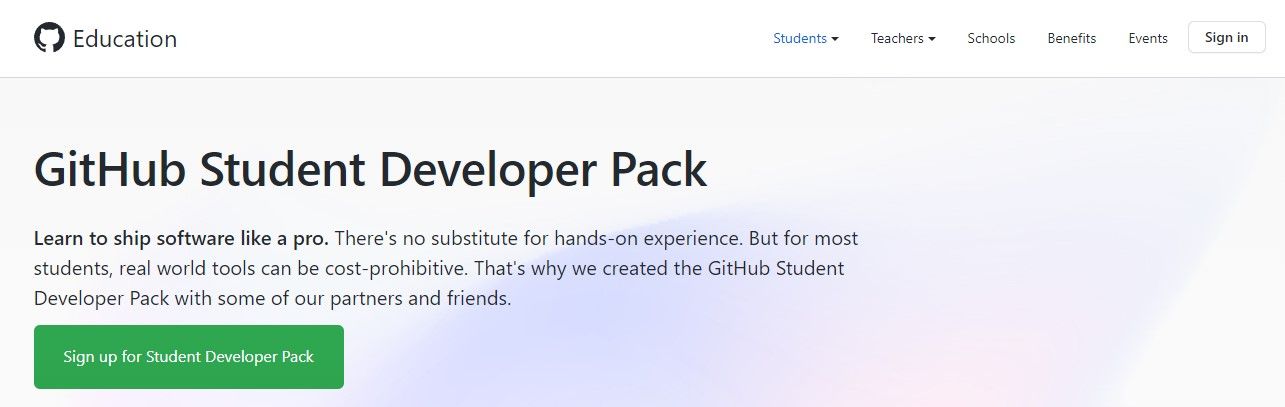 Education
Students
Teachers
Schools
Benefits
Events
Sign in
GitHub Student Developer Pack
Learn to ship software like a pro. There's no substitute for hands-on experience. But for most
students, real world tools can be cost-prohibitive. That's why we created the GitHub Student
Developer Pack with some of our partners and friends.
Sign up for Student Developer Pack